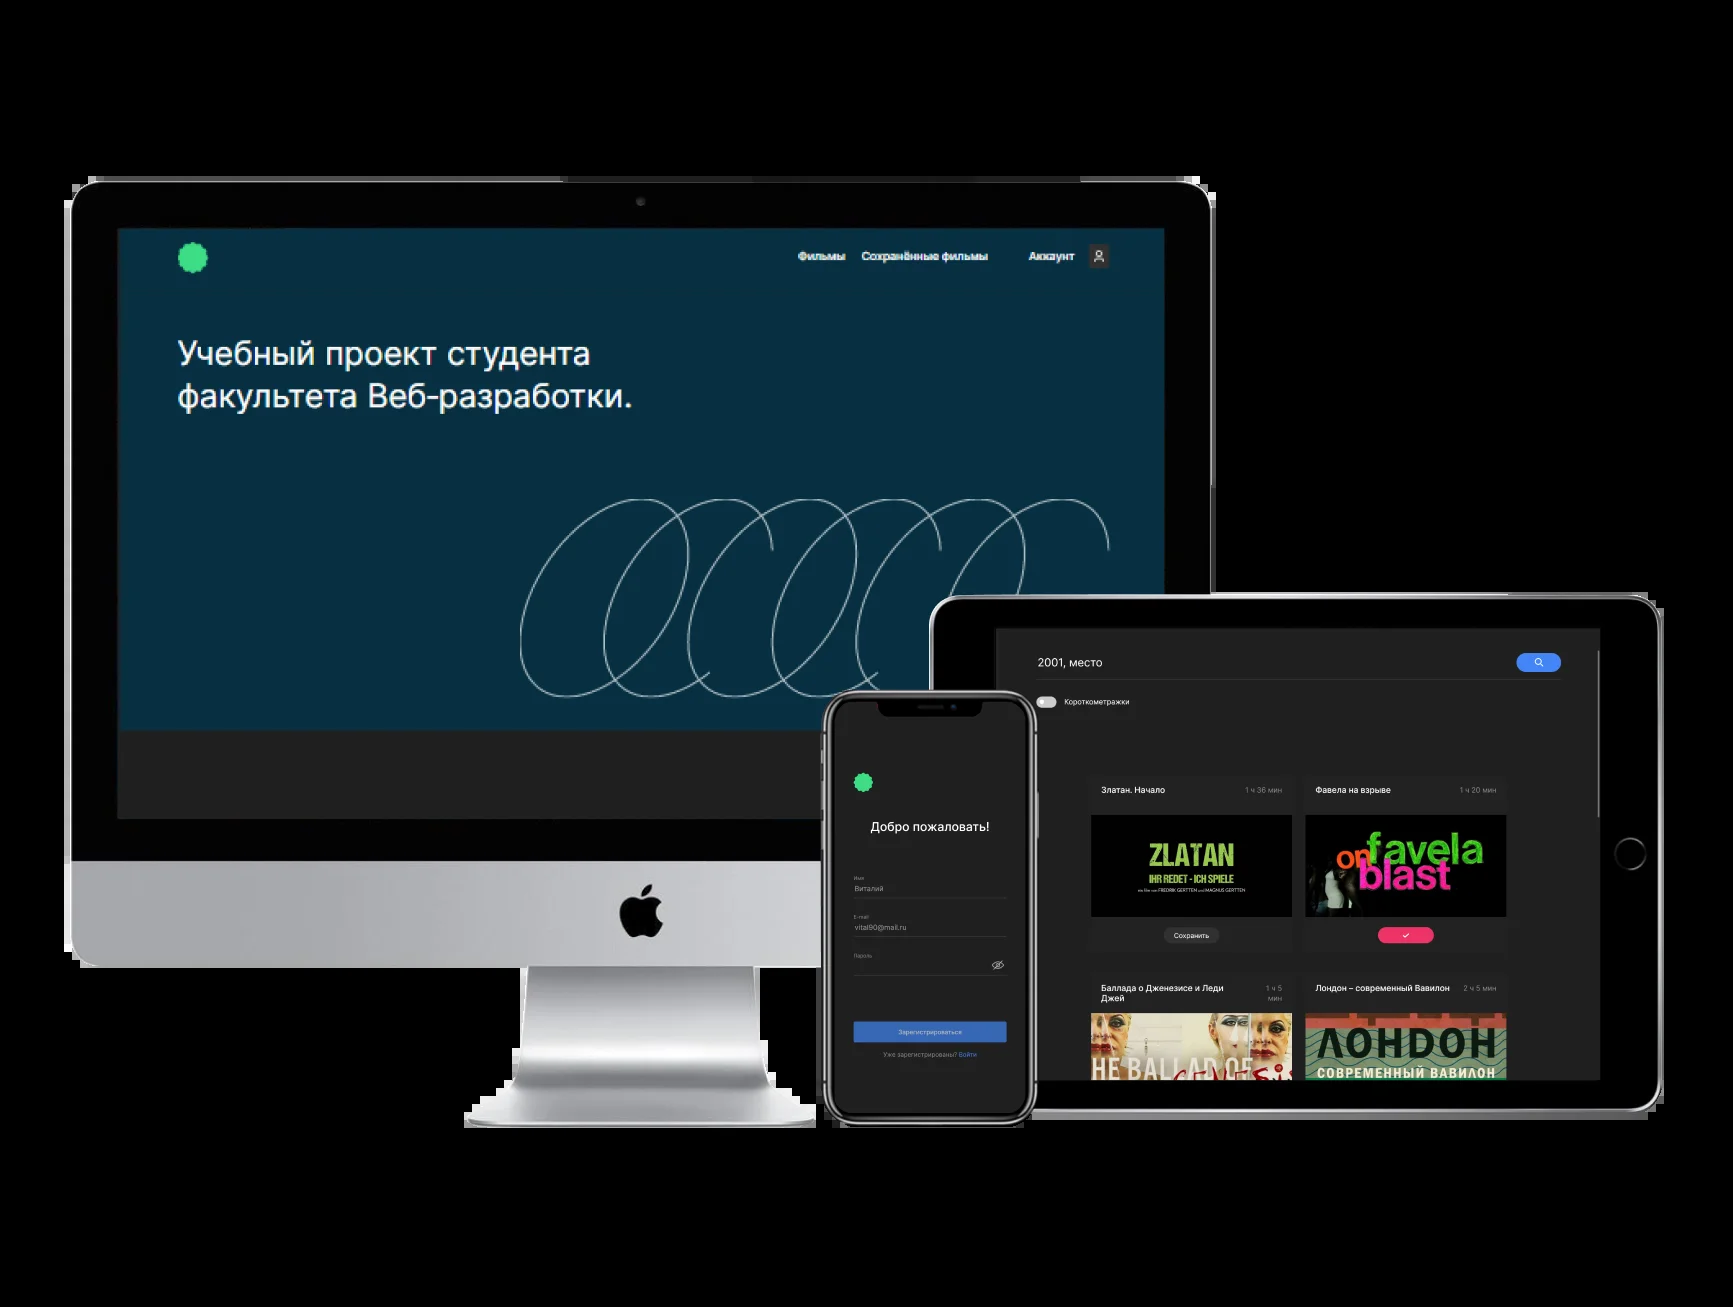 Фильмы Сохранённые фильмы Аккаунт
Учебный проект студента
факультета Веб-разработки.
2001, место
Короткометражки
Златан. Начало 1 ч 36 мин
Фавела на взрыве 1 ч 20 мин
ZLATAN
IHR REDET - ICH SPIELE
ein film von FREDRIK GERTTEN und MAGNUS GERTTEN
on favela
blast
Сохранить
Баллада о Дженезисе и Леди
Джей
1 ч 5
мин
Лондон – современный Вавилон 2 ч 5 мин
HE BALLAD OF
GENESIS
ЛОНДОН
СОВРЕМЕННЫЙ ВАВИЛОН
Добро пожаловать!
Имя
Виталий
E-mail
vital90@mail.ru
Пароль
Зарегистрироваться
Уже зарегистрированы? Войти